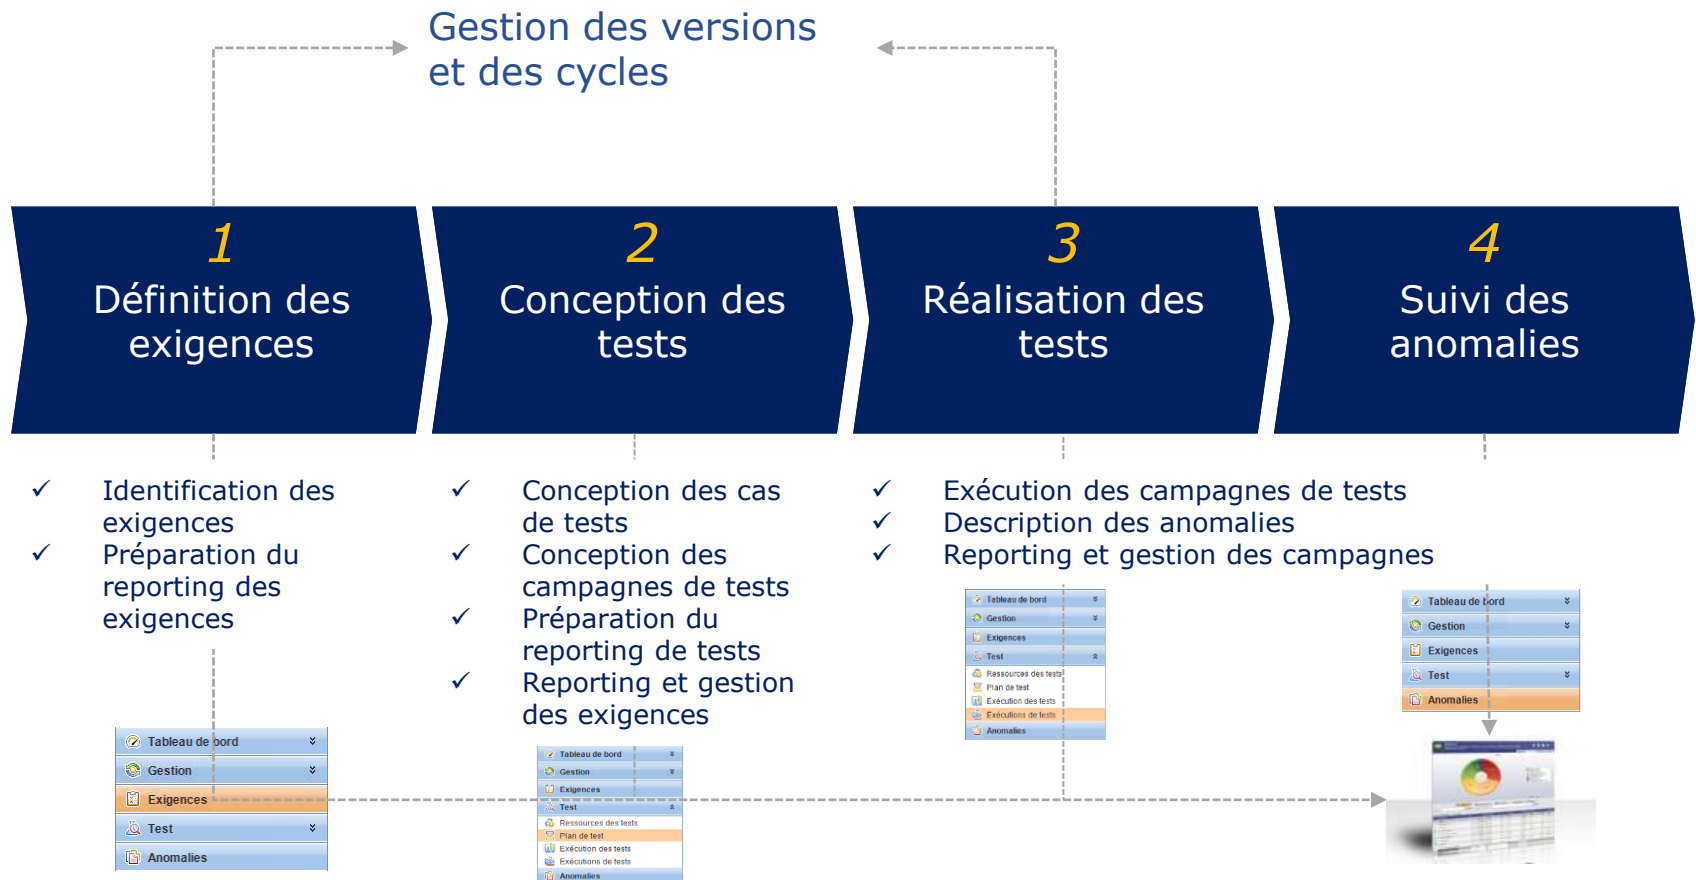 Gestion des versions
et des cycles
1
Définition des
exigences
2
Conception des
tests
3
Réalisation des
tests
4
Suivi des
anomalies
✓ Identification des
exigences
✓ Préparation du
reporting des
exigences
✓ Conception des cas
de tests
✓ Conception des
campagnes de tests
✓ Préparation du
reporting de tests
✓ Reporting et gestion
des exigences
✓ Exécution des campagnes de tests
✓ Description des anomalies
✓ Reporting et gestion des campagnes
Tableau de bord
Gestion
Exigences
Test
Anomalies
Tableau de bord
Gestion
Exigences
Test
Ressources des tests
Plan de test
Exécution des tests
Exécutions de tests
Anomalies
Tableau de bord
Gestion
Exigences
Test
Ressources des tests
Plan de test
Exécution des tests
Exécutions de tests
Anomalies
Tableau de bord
Gestion
Exigences
Test
Anomalies